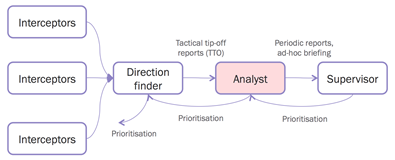 Interceptors
Interceptors
Interceptors
Direction
finder
Tactical tip-off
reports (TTO)
Analyst
Periodic reports,
ad-hoc briefing
Supervisor
Prioritisation
Prioritisation
Prioritisation